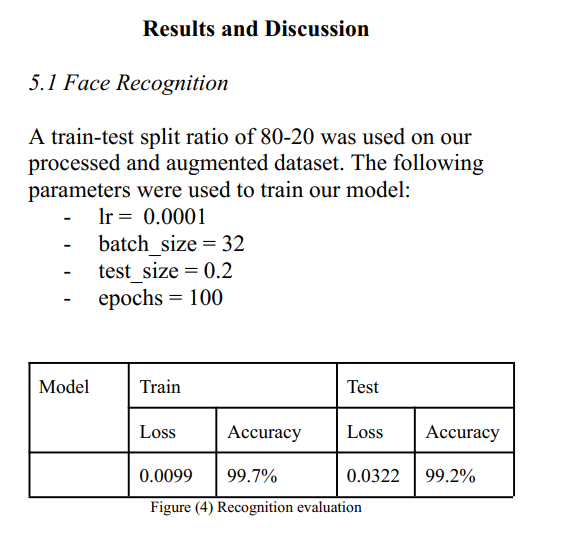 Results and Discussion
5.1 Face Recognition
A train-test split ratio of 80-20 was used on our
processed and augmented dataset. The following
parameters were used to train our model:
- lr = 0.0001
- batch_size = 32
- test_size = 0.2
- epochs = 100
Model Train Test
Loss Accuracy Loss Accuracy
0.0099 99.7% 0.0322 99.2%
Figure (4) Recognition evaluation